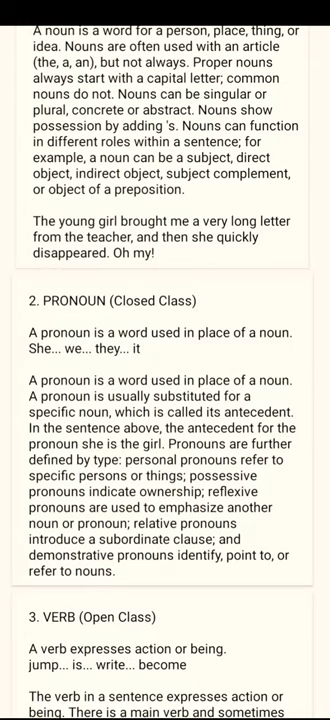 A noun is a word for a person, place, thing, or
idea. Nouns are often used with an article
(the, a, an), but not always. Proper nouns
always start with a capital letter; common
nouns do not. Nouns can be singular or
plural, concrete or abstract. Nouns show
possession by adding 's. Nouns can function
in different roles within a sentence; for
example, a noun can be a subject, direct
object, indirect object, subject complement,
or object of a preposition.
The young girl brought me a very long letter
from the teacher, and then she quickly
disappeared. Oh my!
2. PRONOUN (Closed Class)
A pronoun is a word used in place of a noun.
She... we... they... it
A pronoun is a word used in place of a noun.
A pronoun is usually substituted for a
specific noun, which is called its antecedent.
In the sentence above, the antecedent for the
pronoun she is the girl. Pronouns are further
defined by type: personal pronouns refer to
specific persons or things; possessive
pronouns indicate ownership; reflexive
pronouns are used to emphasize another
noun or pronoun; relative pronouns
introduce a subordinate clause; and
demonstrative pronouns identify, point to, or
refer to nouns.
3. VERB (Open Class)
A verb expresses action or being.
jump... is... write... become
The verb in a sentence expresses action or
being. There is a main verb and sometimes